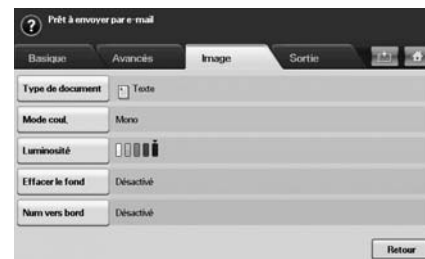 Prêt à envoyer par e-mail
Basique Avancés Image Sortie
Type de document Texte
Mode coul. Mono
Luminosité
Effacer le fond Désactivé
Num vers bord Désactivé
Retour